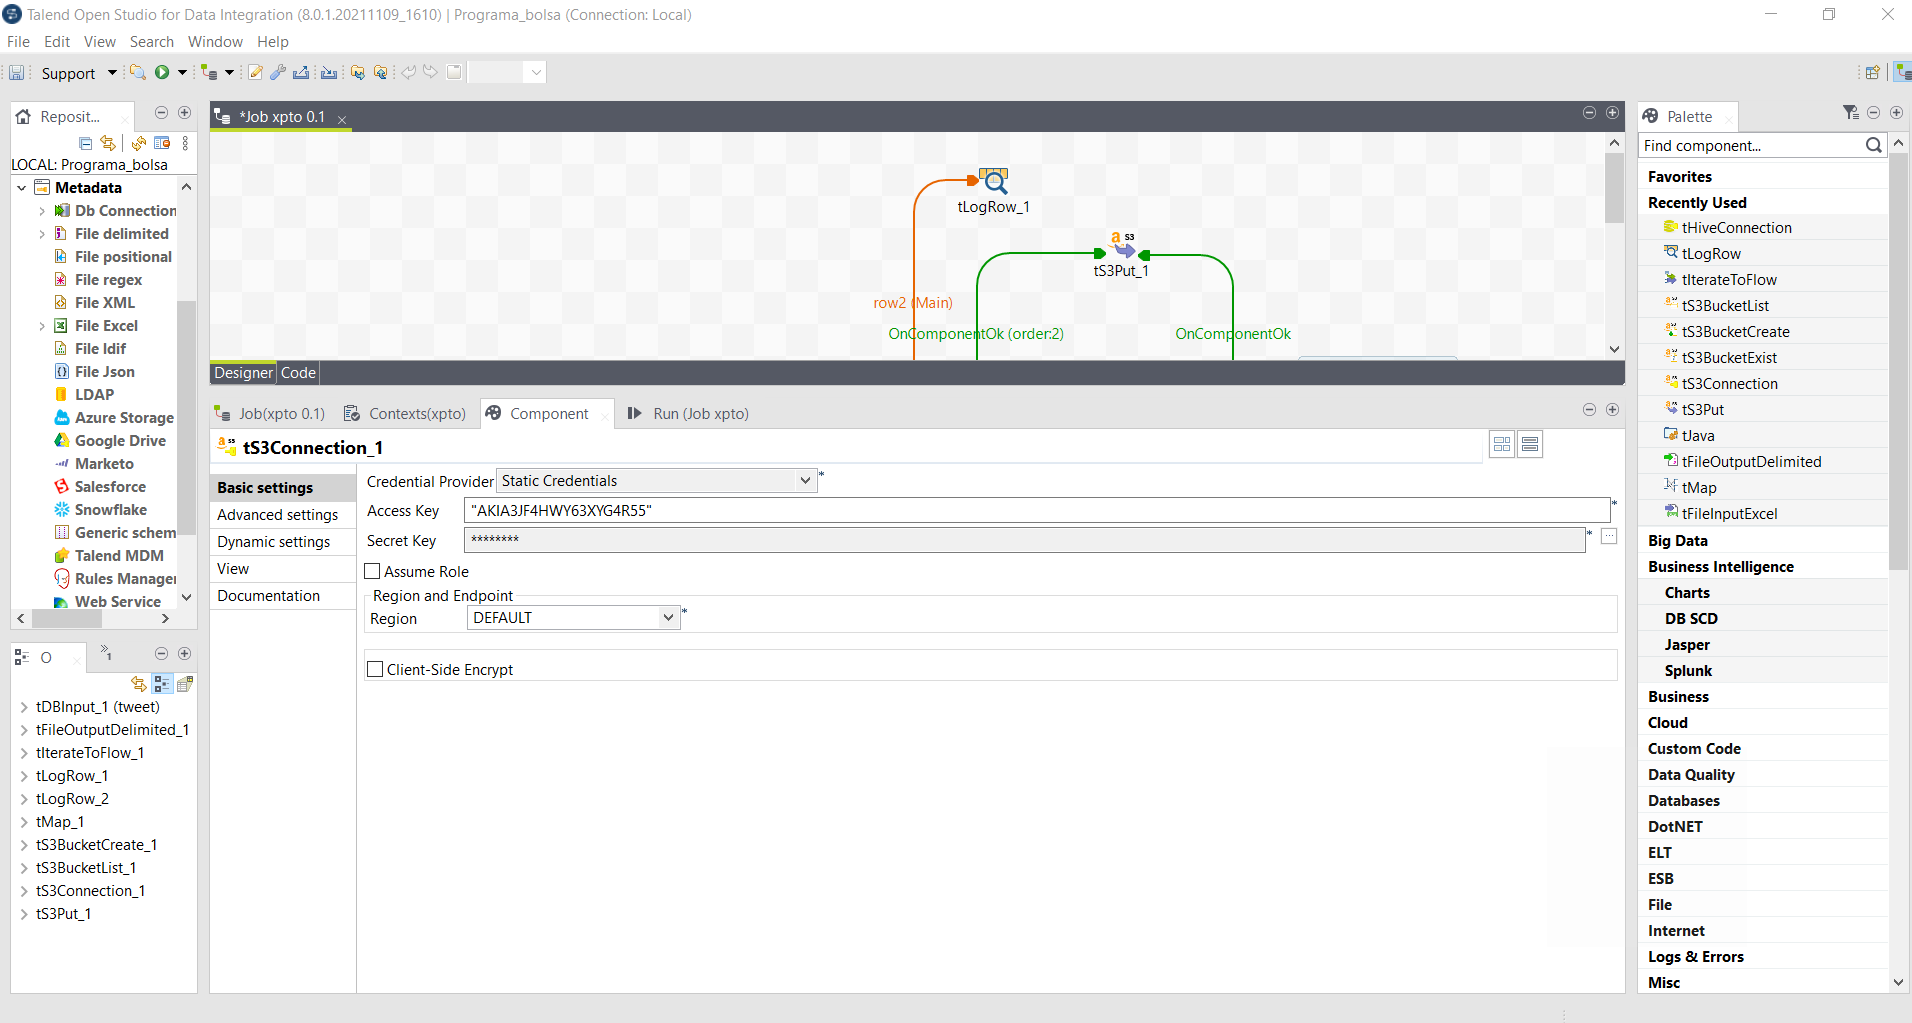 Talend Open Studio for Data Integration (8.0.1.20211109_1610) | Programa_bolsa (Connection: Local)
File Edit View Search Window Help
Support
Reposit...
LOCAL: Programa_bolsa
Metadata
Db Connection
File delimited
File positional
File regex
File XML
File Excel
File ldif
File Json
LDAP
Azure Storage
Google Drive
Marketo
Salesforce
Snowflake
Generic schem
Talend MDM
Rules Manager
Web Service
O
1
tDBInput_1 (tweet)
tFileOutputDelimited_1
tIterateToFlow_1
tLogRow_1
tLogRow_2
tMap_1
tS3BucketCreate_1
tS3BucketList_1
tS3Connection_1
tS3Put_1
*Job xpto 0.1
tLogRow_1
a S3
tS3Put_1
row2 (Main)
OnComponentOk (order:2)
OnComponentOk
Designer Code
Job(xpto 0.1) Contexts(xpto) Component Run (Job xpto)
tS3Connection_1
Basic settings
Advanced settings
Dynamic settings
View
Documentation
Credential Provider Static Credentials *
Access Key "AKIA3JF4HWY63XYG4R55" *
Secret Key ******** * ...
Assume Role
Region and Endpoint
Region DEFAULT *
Client-Side Encrypt
Palette
Find component...
Favorites
Recently Used
tHiveConnection
tLogRow
tIterateToFlow
tS3BucketList
tS3BucketCreate
tS3BucketExist
tS3Connection
tS3Put
tJava
tFileOutputDelimited
tMap
tFileInputExcel
Big Data
Business Intelligence
Charts
DB SCD
Jasper
Splunk
Business
Cloud
Custom Code
Data Quality
Databases
DotNET
ELT
ESB
File
Internet
Logs & Errors
Misc